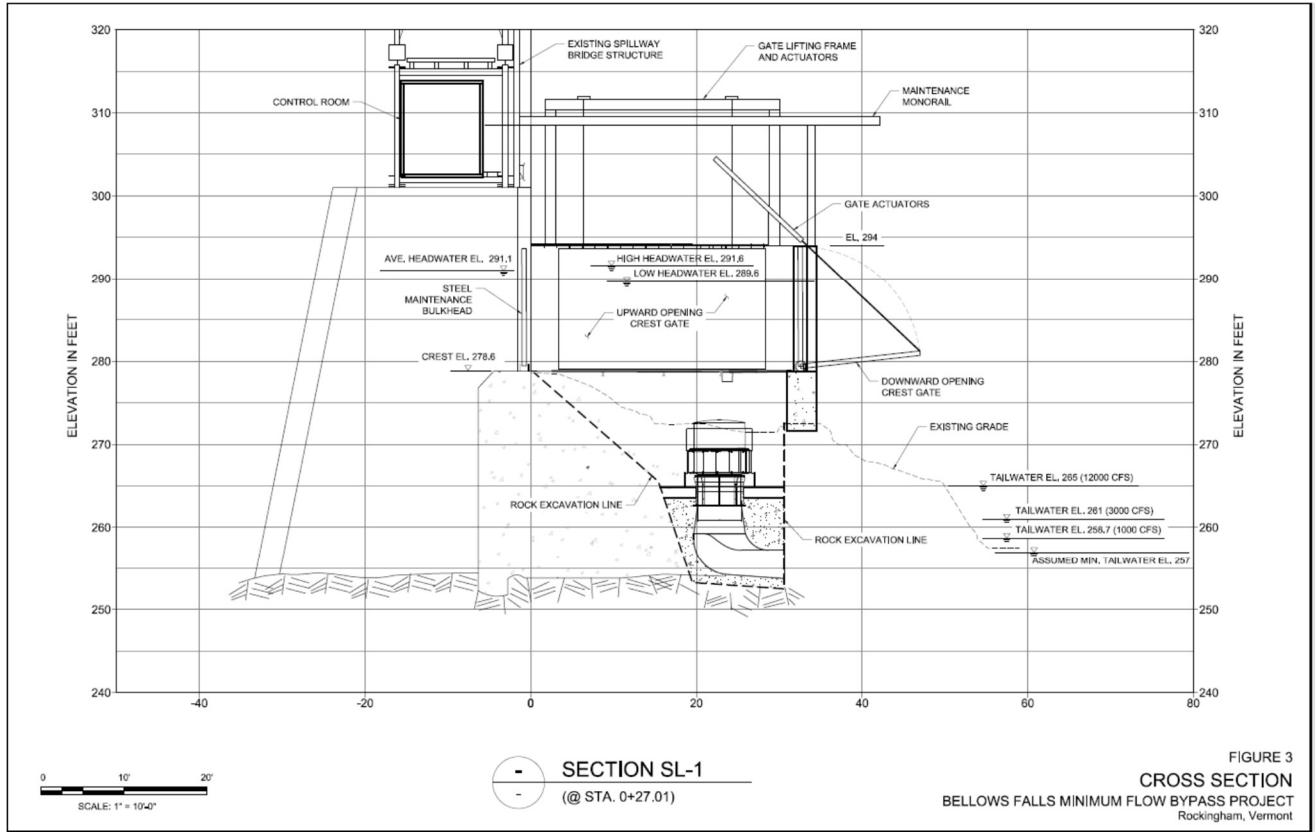 320
320
EXISTING SPILLWAY
BRIDGE STRUCTURE
GATE LIFTING FRAME
AND ACTUATORS
CONTROL ROOM
MAINTENANCE
MONORAIL
310
310
300
300
GATE ACTUATORS
EL. 294
AVE. HEADWATER EL. 291.1
HIGH HEADWATER EL. 291.6
LOW HEADWATER EL. 289.6
290
290
STEEL
MAINTENANCE
BULKHEAD
UPWARD OPENING
CREST GATE
ELEVATION IN FEET
ELEVATION IN FEET
CREST EL. 278.6
280
280
DOWNWARD OPENING
CREST GATE
EXISTING GRADE
270
270
TAILWATER EL. 265 (12000 CFS)
ROCK EXCAVATION LINE
TAILWATER EL. 261 (3000 CFS)
260
260
TAILWATER EL. 258.7 (1000 CFS)
ROCK EXCAVATION LINE
ASSUMED MIN. TAILWATER EL. 257
250
250
240
240
-40
-20
0
20
40
60
80
0 10' 20'
SCALE: 1" = 10'-0"
-
-
SECTION SL-1
(@ STA. 0+27.01)
FIGURE 3
CROSS SECTION
BELLOWS FALLS MINIMUM FLOW BYPASS PROJECT
Rockingham, Vermont